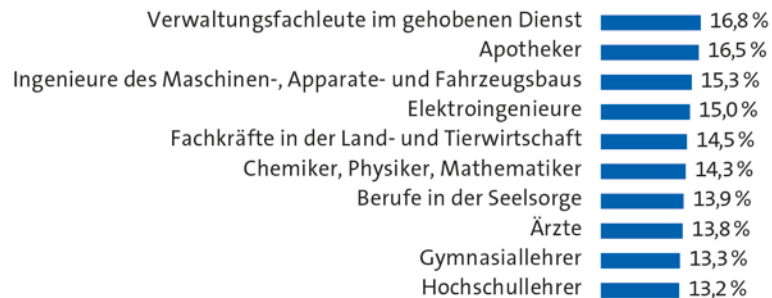 Verwaltungsfachleute im gehobenen Dienst 16,8 %
Apotheker 16,5 %
Ingenieure des Maschinen-, Apparate- und Fahrzeugsbaus 15,3 %
Elektroingenieure 15,0 %
Fachkräfte in der Land- und Tierwirtschaft 14,5 %
Chemiker, Physiker, Mathematiker 14,3 %
Berufe in der Seelsorge 13,9 %
Ärzte 13,8 %
Gymnasiallehrer 13,3 %
Hochschullehrer 13,2 %